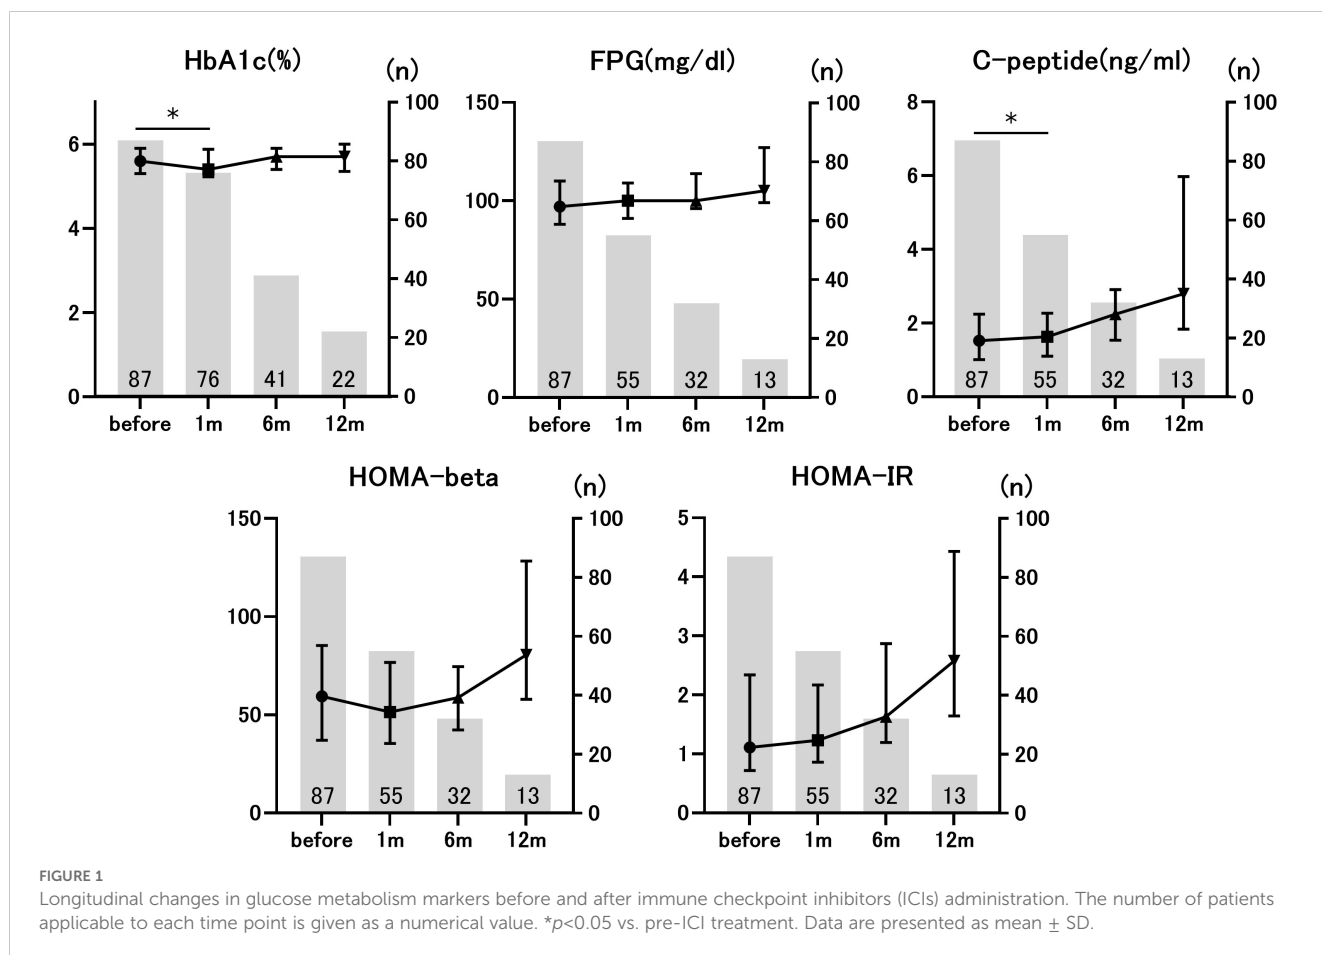 HbA1c(%)
(n)
6
4
2
0
*
100
80
60
40
20
0
87 76 41 22
before 1m 6m 12m
FPG(mg/dl)
(n)
150
100
50
0
100
80
60
40
20
0
87 55 32 13
before 1m 6m 12m
C-peptide(ng/ml)
(n)
8
6
4
2
0
*
100
80
60
40
20
0
87 55 32 13
before 1m 6m 12m
HOMA-beta
(n)
150
100
50
0
100
80
60
40
20
0
87 55 32 13
before 1m 6m 12m
HOMA-IR
(n)
5
4
3
2
1
0
100
80
60
40
20
0
87 55 32 13
before 1m 6m 12m
FIGURE 1
Longitudinal changes in glucose metabolism markers before and after immune checkpoint inhibitors (ICIs) administration. The number of patients
applicable to each time point is given as a numerical value. *p<0.05 vs. pre-ICI treatment. Data are presented as mean ± SD.